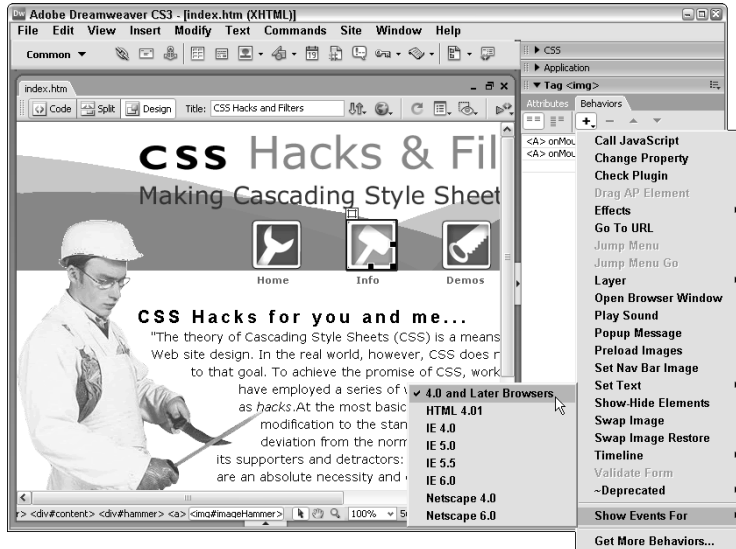 Adobe Dreamweaver CS3 - [index.htm (XHTML)]
File Edit View Insert Modify Text Commands Site Window Help
Common
CSS
Application
Tag <img>
index.htm
Attributes Behaviors
Code Split Design Title: CSS Hacks and Filters
<A> onMou
<A> onMou
css Hacks & Fil
Making Cascading Style Sheet
Home Info Demos
CSS Hacks for you and me...
"The theory of Cascading Style Sheets (CSS) is a means
Web site design. In the real world, however, CSS does
to that goal. To achieve the promise of CSS, work
have employed a series of
as hacks.At the most basic
modification to the stan
deviation from the norm
its supporters and detractors:
are an absolute necessity and
r> <div#content> <div#hammer> <a> <img#imageHammer> 100%
4.0 and Later Browsers
HTML 4.01
IE 4.0
IE 5.0
IE 5.5
IE 6.0
Netscape 4.0
Netscape 6.0
Call JavaScript
Change Property
Check Plugin
Drag AP Element
Effects
Go To URL
Jump Menu
Jump Menu Go
Layer
Open Browser Window
Play Sound
Popup Message
Preload Images
Set Nav Bar Image
Set Text
Show-Hide Elements
Swap Image
Swap Image Restore
Timeline
Validate Form
~Deprecated
Show Events For
Get More Behaviors...